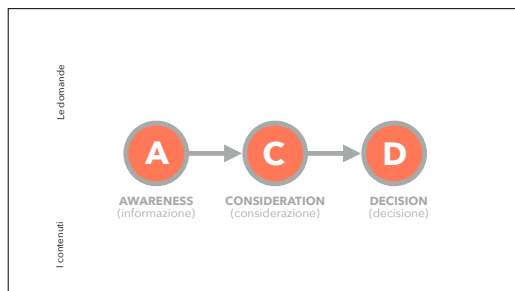 Le domande
A
C
D
AWARENESS
(informazione)
CONSIDERATION
(considerazione)
DECISION
(decisione)
I contenuti